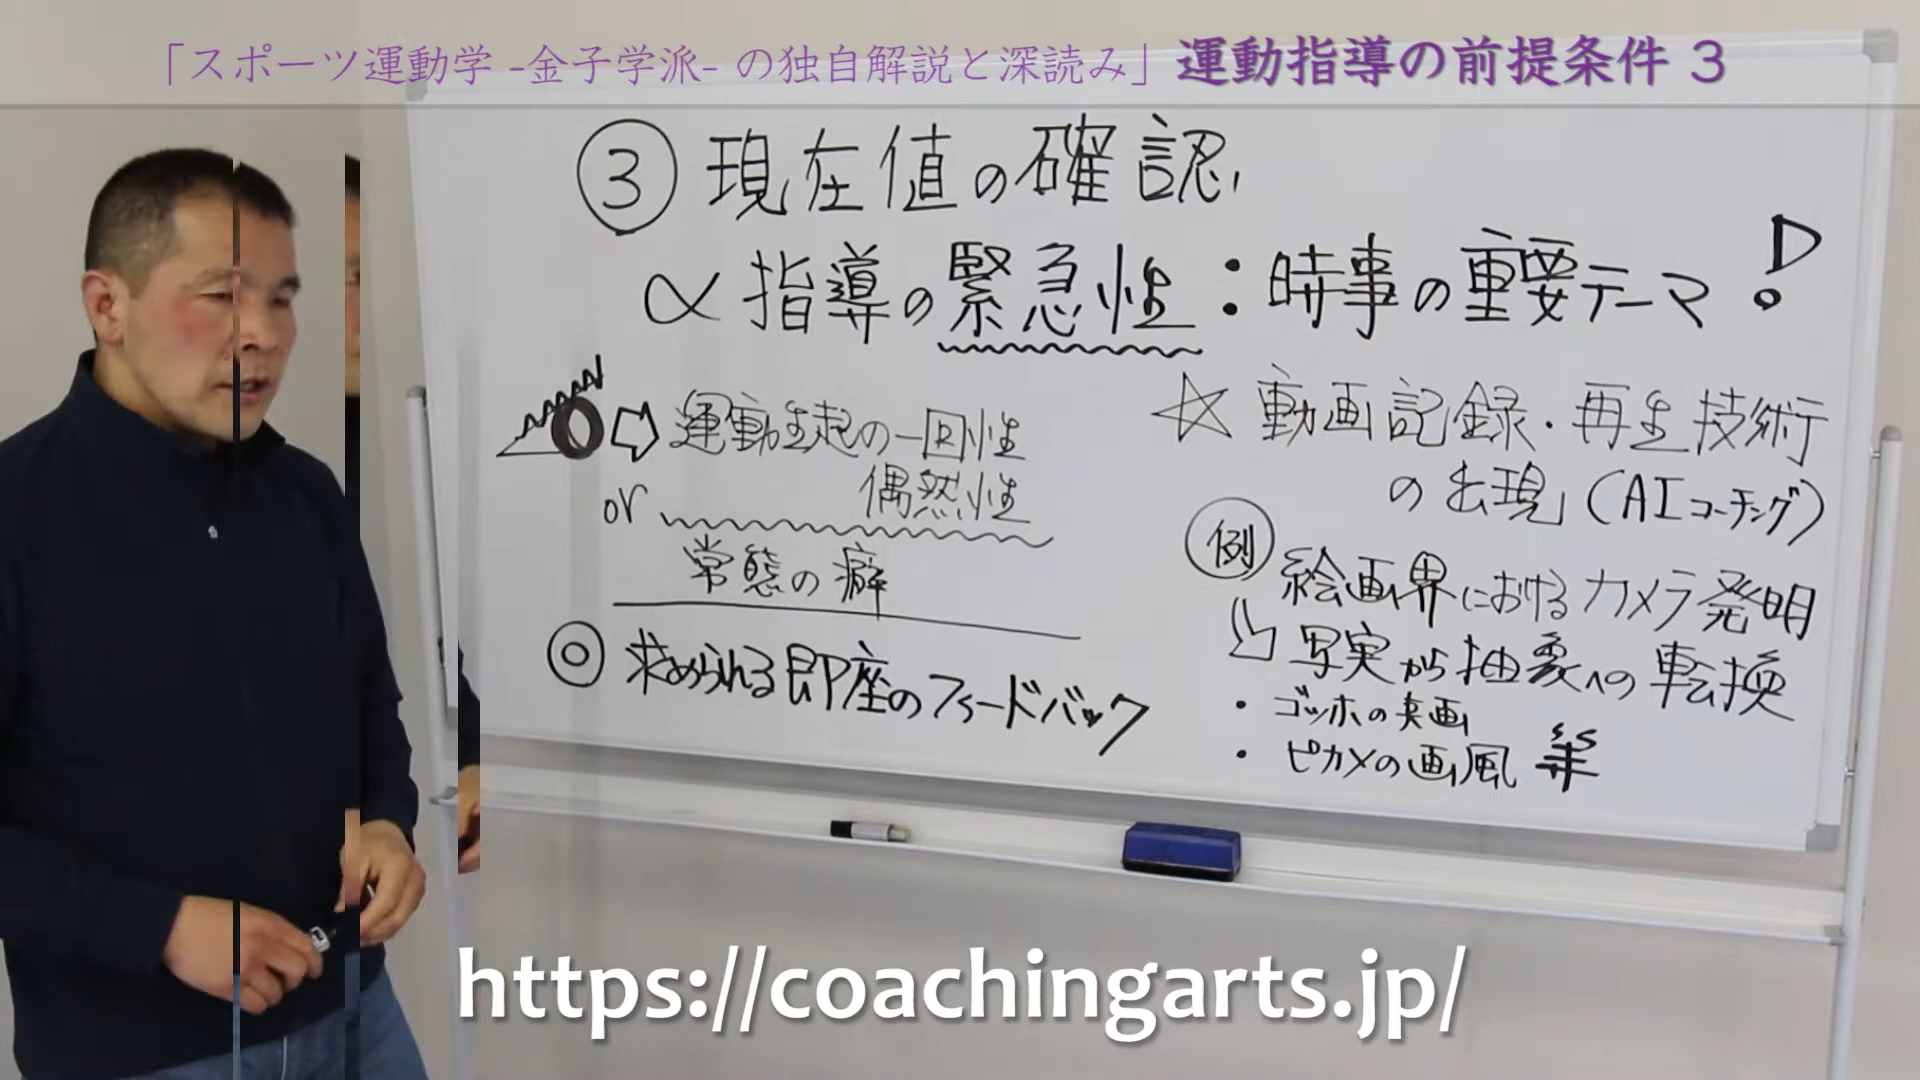 「スポーツ運動学 -金子学派- の独自解説と深読み」運動指導の前提条件 3
③ 現在値の確認
α 指導の緊急性：時事の重要テーマ
⇨ 運動生起の一回性
偶然性
or
常態の癖
◎ 求められる即座のフィードバック
☆ 動画記録・再生技術
の出現 (AIコーチング)
例 絵画界におけるカメラ発明
⇨ 写実から抽象への転換
・ゴッホの
・ピカソの画風 等
https://coachingarts.jp/